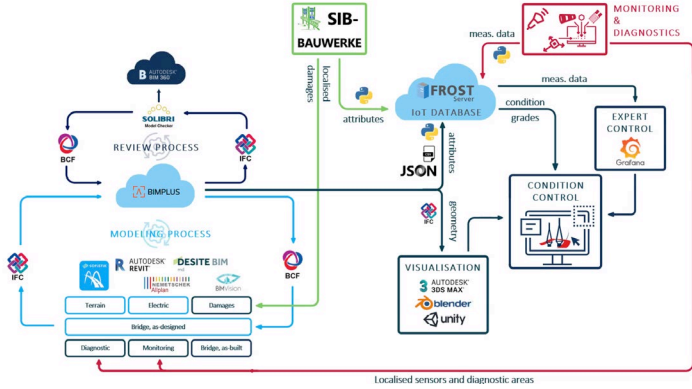 SIB-
BAUWERKE
MONITORING
&
DIAGNOSTICS
meas. data
AUTODESK®
BIM 360™
localised
damages
attributes
FROST
Server
IoT DATABASE
meas. data
condition
grades
SOLIBRI
Model Checker
BCF
REVIEW PROCESS
IFC
attributes
JSON
EXPERT
CONTROL
Grafana
BIMPLUS
geometry
IFC
CONDITION
CONTROL
MODELING PROCESS
IFC
BCF
AUTODESK®
REVIT®
DESITE BIM
md
NEMETSCHEK
Allplan
BIMVision
VISUALISATION
AUTODESK®
3DS MAX®
blender
unity
Terrain
Electric
Damages
Bridge, as-designed
Diagnostic
Monitoring
Bridge, as-built
Localised sensors and diagnostic areas